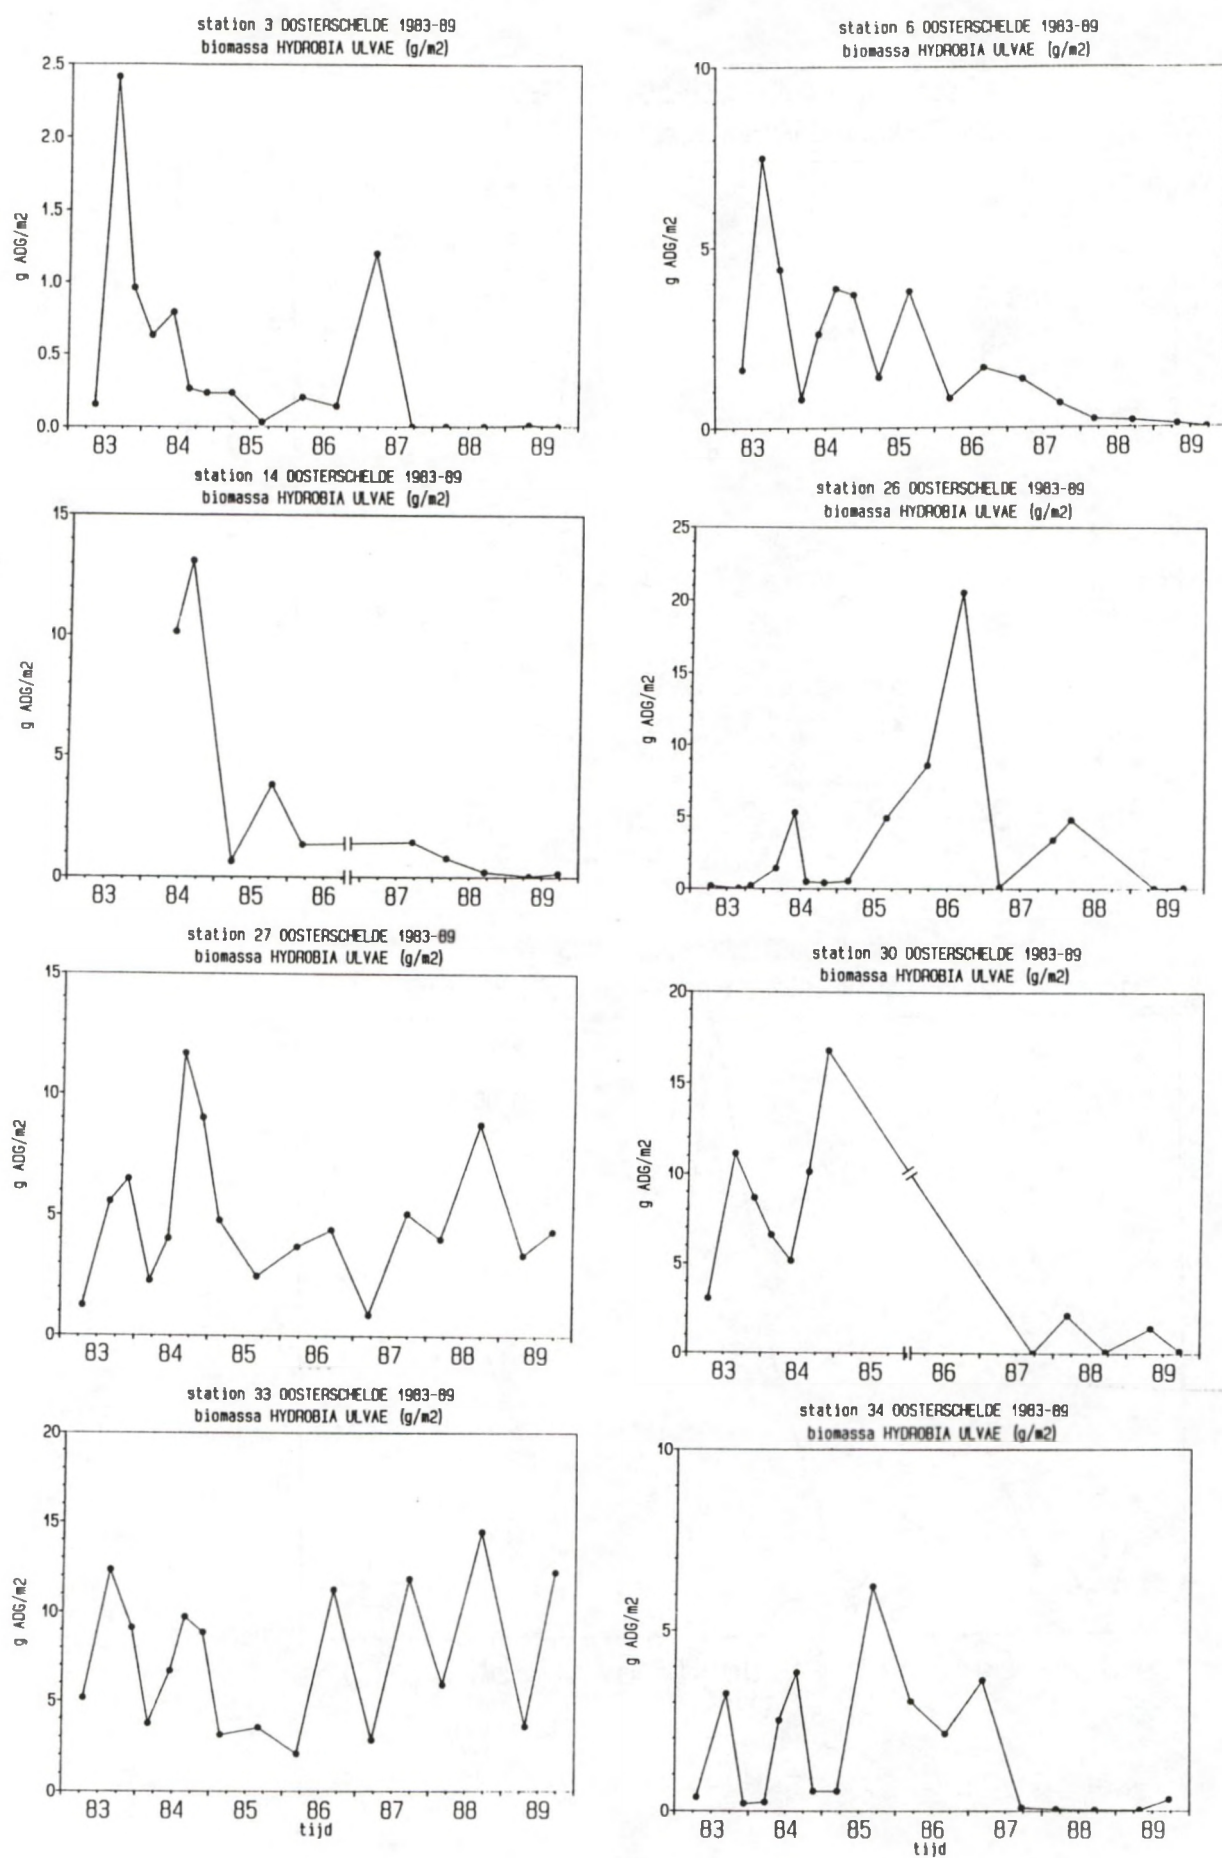 station 3 OOSTERSCHELDE 1983-89
biomassa HYDROBIA ULVAE (g/m2)
2.5
2.0
1.5
1.0
0.5
0.0
g ADG/m2
83 84 85 86 87 88 89
station 6 OOSTERSCHELDE 1983-89
biomassa HYDROBIA ULVAE (g/m2)
10
5
0
g ADG/m2
83 84 85 86 87 88 89
station 14 OOSTERSCHELDE 1983-89
biomassa HYDROBIA ULVAE (g/m2)
15
10
5
0
g ADG/m2
83 84 85 86 87 88 89
station 26 OOSTERSCHELDE 1983-89
biomassa HYDROBIA ULVAE (g/m2)
25
20
15
10
5
0
g ADG/m2
83 84 85 86 87 88 89
station 27 OOSTERSCHELDE 1983-89
biomassa HYDROBIA ULVAE (g/m2)
15
10
5
0
g ADG/m2
83 84 85 86 87 88 89
station 30 OOSTERSCHELDE 1983-89
biomassa HYDROBIA ULVAE (g/m2)
20
15
10
5
0
g ADG/m2
83 84 85 86 87 88 89
station 33 OOSTERSCHELDE 1983-89
biomassa HYDROBIA ULVAE (g/m2)
20
15
10
5
0
g ADG/m2
83 84 85 86 87 88 89
tijd
station 34 OOSTERSCHELDE 1983-89
biomassa HYDROBIA ULVAE (g/m2)
10
5
0
g ADG/m2
83 84 85 86 87 88 89
tijd